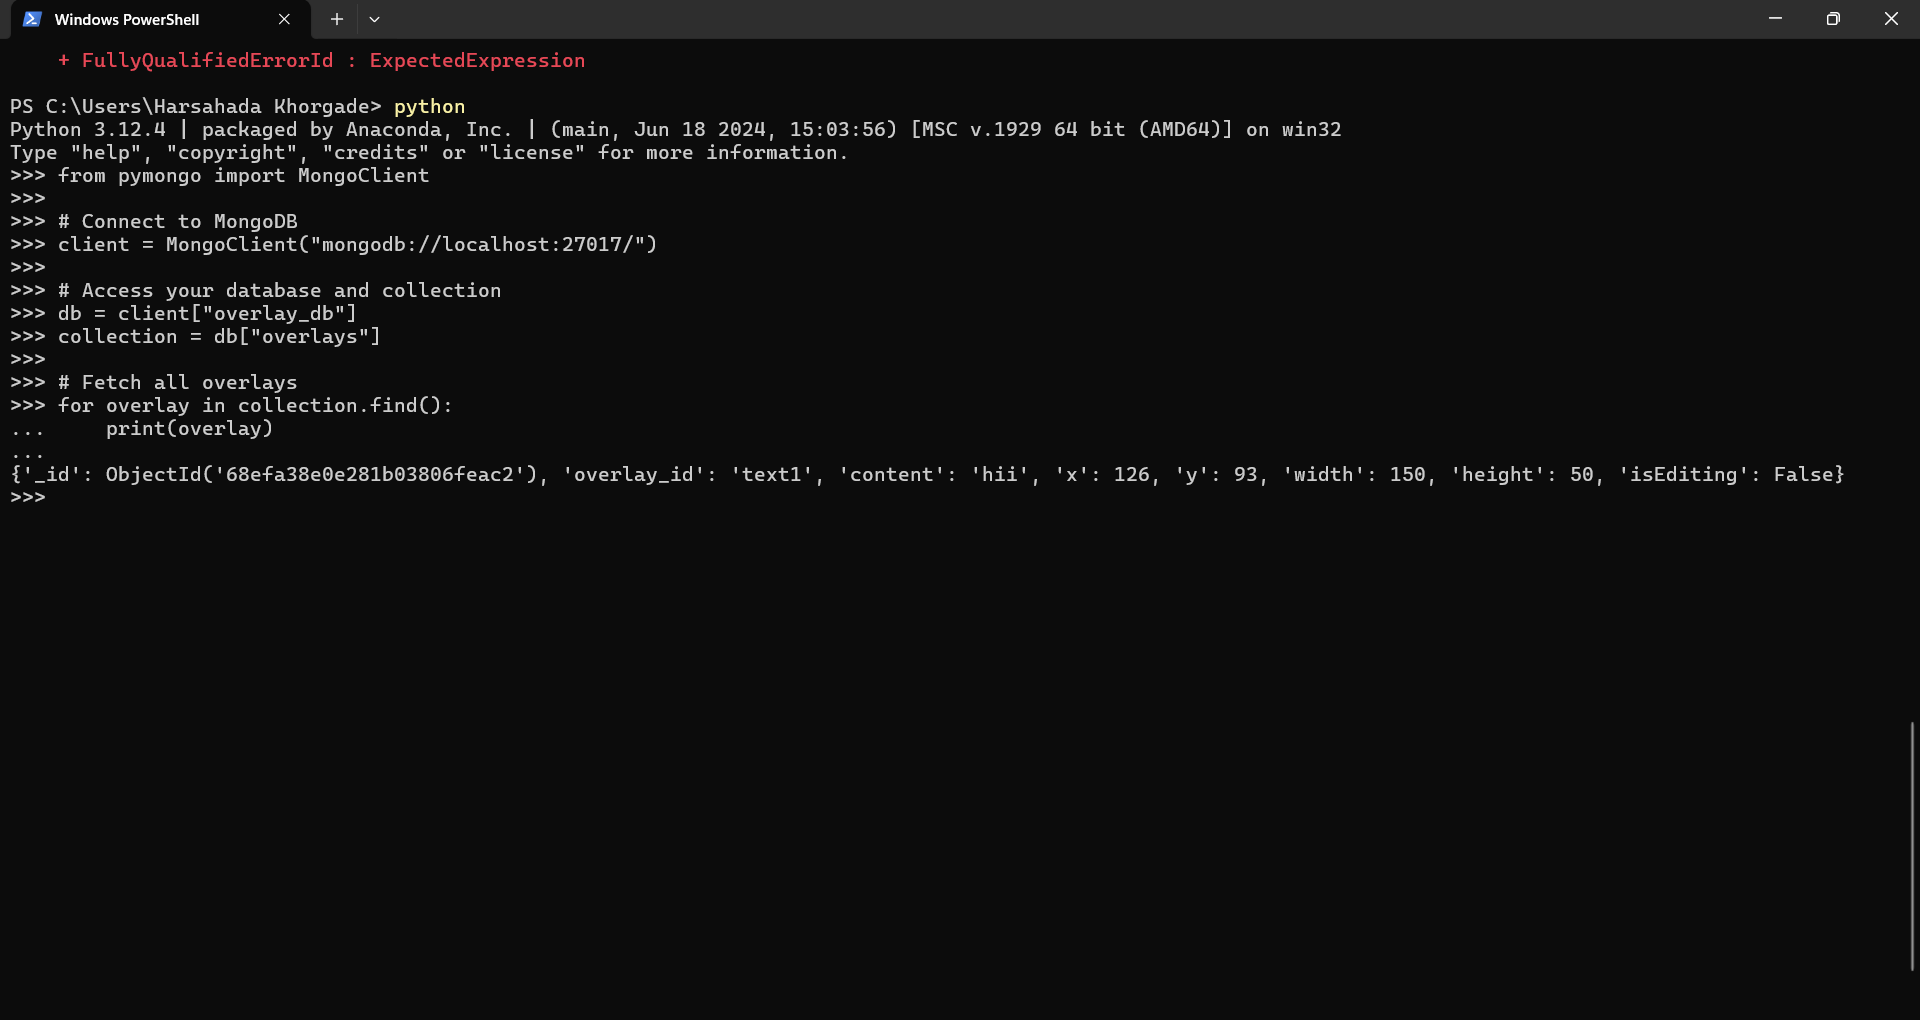 Windows PowerShell
+ FullyQualifiedErrorId : ExpectedExpression
PS C:\Users\Harsahada Khorgade> python
Python 3.12.4 | packaged by Anaconda, Inc. | (main, Jun 18 2024, 15:03:56) [MSC v.1929 64 bit (AMD64)] on win32
Type "help", "copyright", "credits" or "license" for more information.
>>> from pymongo import MongoClient
>>>
>>> # Connect to MongoDB
>>> client = MongoClient("mongodb://localhost:27017/")
>>>
>>> # Access your database and collection
>>> db = client["overlay_db"]
>>> collection = db["overlays"]
>>>
>>> # Fetch all overlays
>>> for overlay in collection.find():
...     print(overlay)
...
{'_id': ObjectId('68efa38e0e281b03806feac2'), 'overlay_id': 'text1', 'content': 'hii', 'x': 126, 'y': 93, 'width': 150, 'height': 50, 'isEditing': False}
>>>